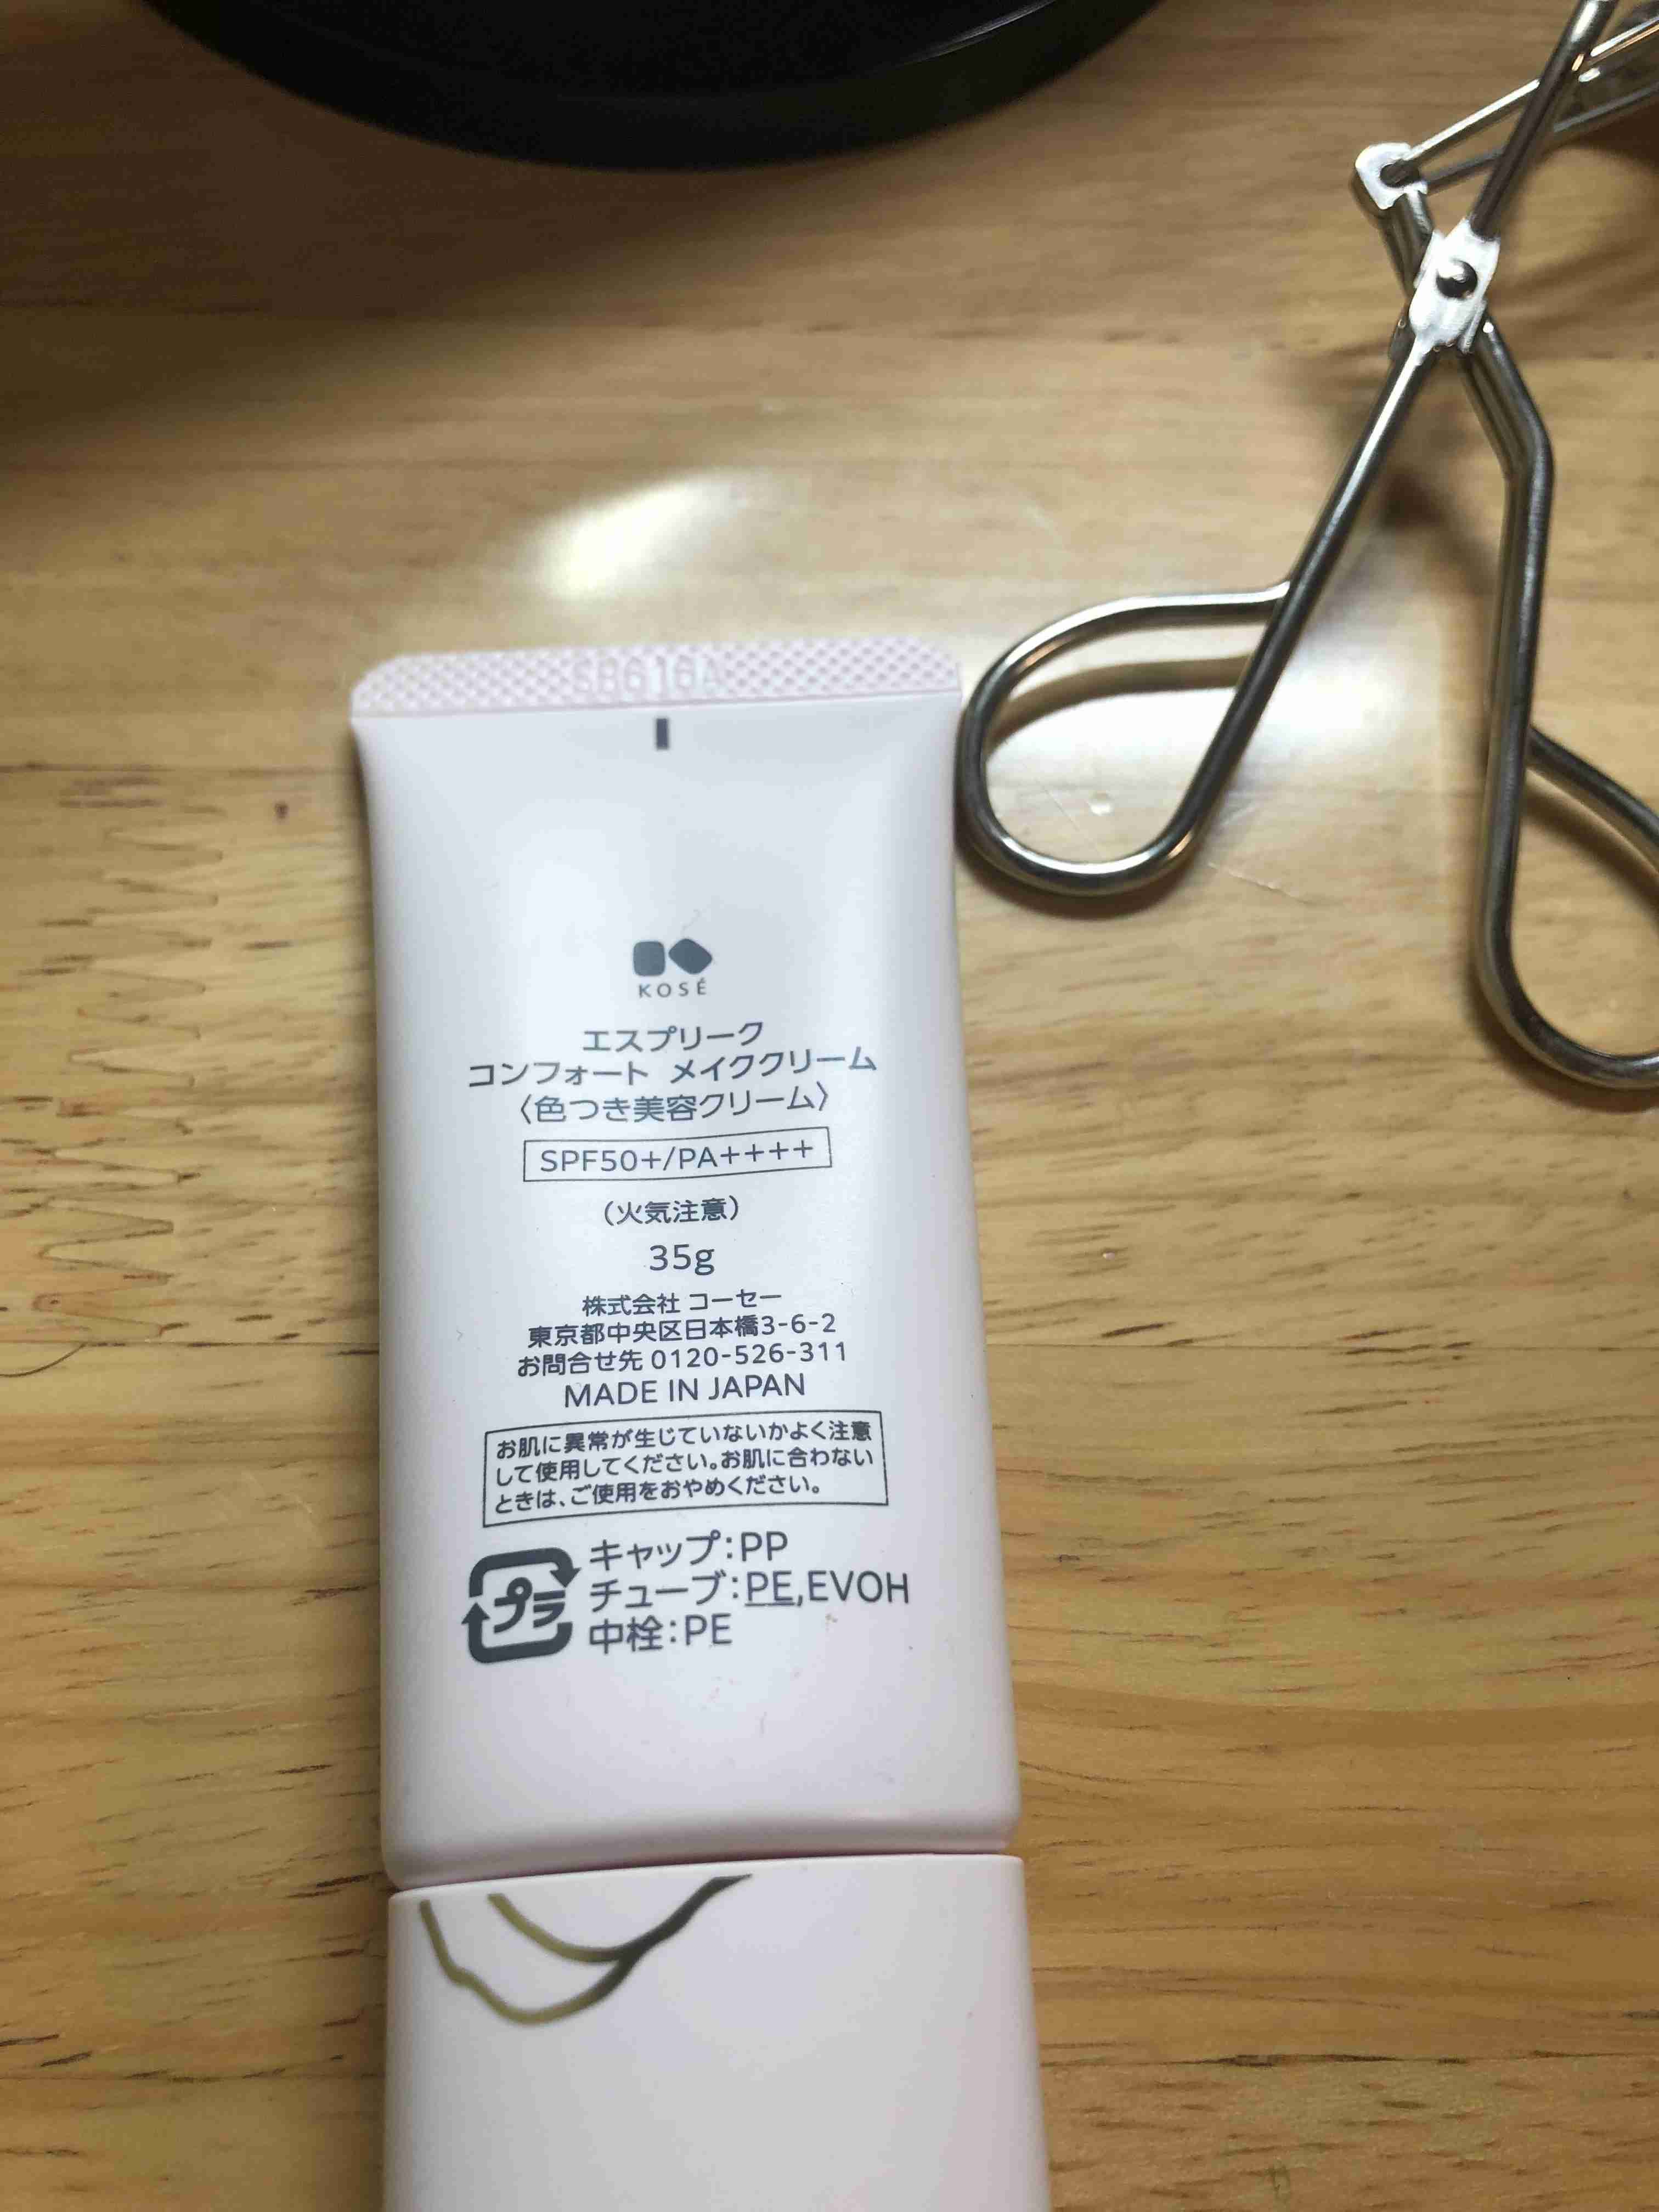 SB616A
KOSÉ
エスプリーク
コンフォート メイククリーム
〈色つき美容クリーム〉
SPF50+/PA++++
(火気注意)
35g
株式会社 コーセー
東京都中央区日本橋3-6-2
お問合せ先 0120-526-311
MADE IN JAPAN
お肌に異常が生じていないかよく注意
して使用してください。お肌に合わない
ときは、ご使用をおやめください。
プラ
キャップ:PP
チューブ:PE,EVOH
中栓:PE